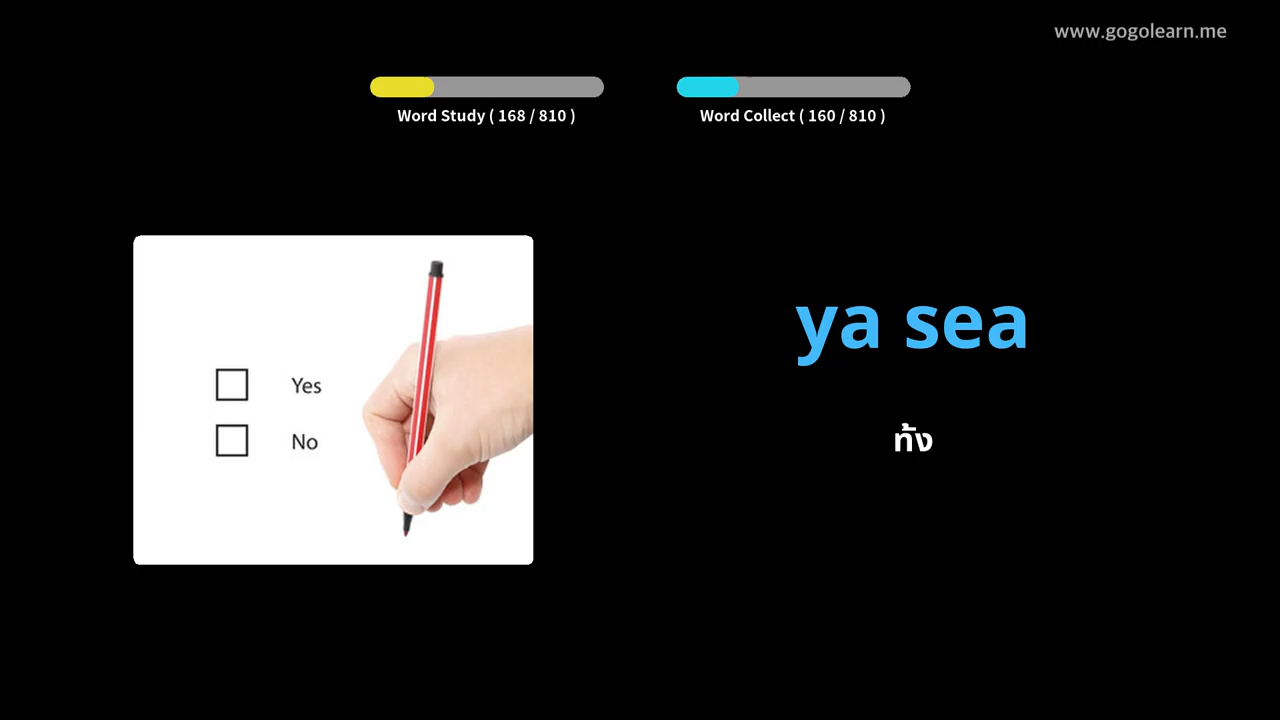 www.gogolearn.me
Word Study ( 168 / 810 )
Word Collect ( 160 / 810 )
Yes
No
ya sea
ทั้ง